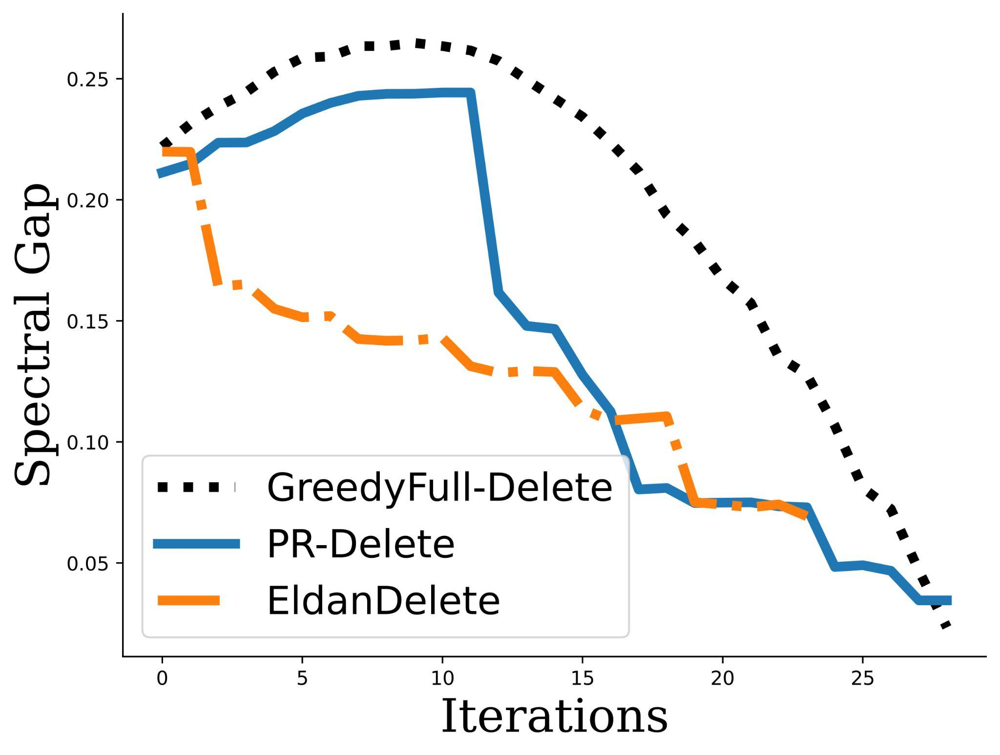 Spectral Gap
0.25
0.20
0.15
0.10
0.05
GreedyFull-Delete
PR-Delete
EldanDelete
0 5 10 15 20 25
Iterations